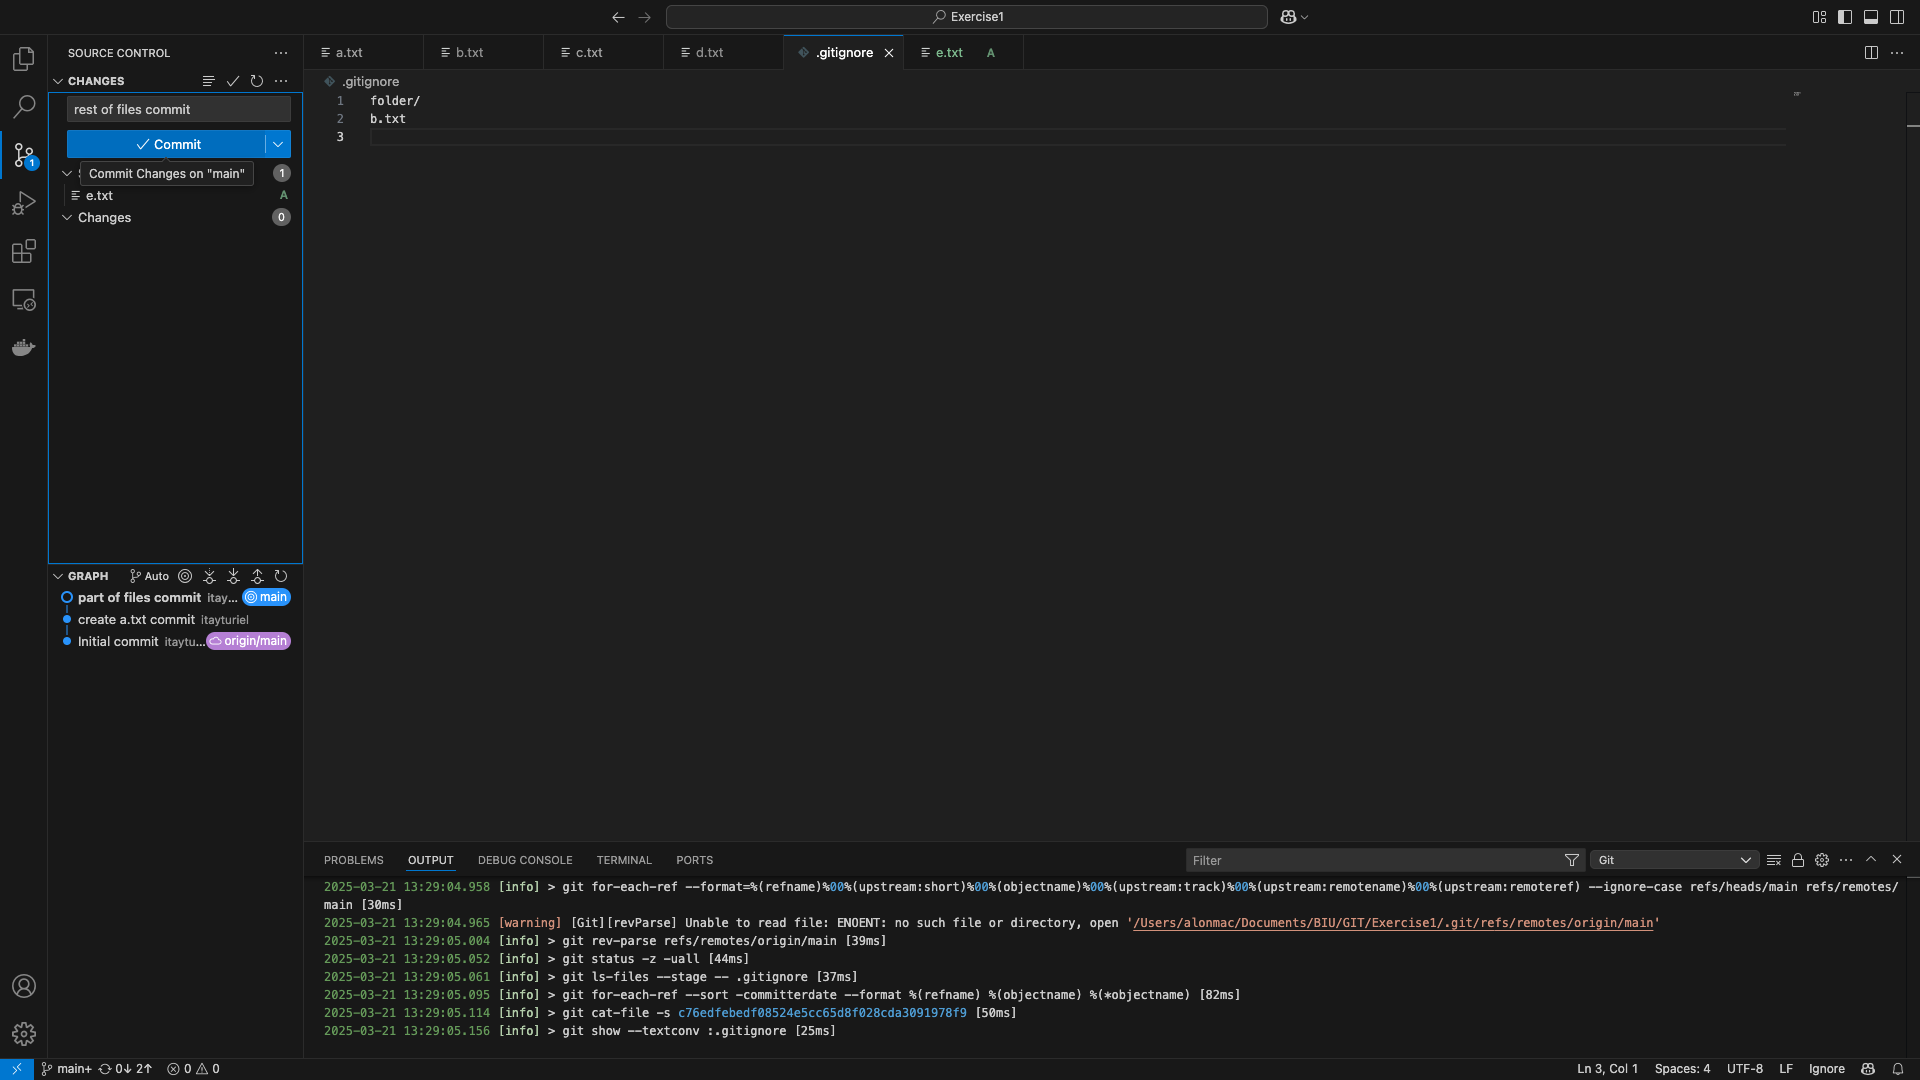 Exercise1
SOURCE CONTROL
a.txt
b.txt
c.txt
d.txt
.gitignore
e.txt A
CHANGES
.gitignore
rest of files commit
1 folder/
2 b.txt
3
Commit
Commit Changes on "main"
1
e.txt A
Changes 0
1
GRAPH Auto
part of files commit itay... main
create a.txt commit itayturiel
Initial commit itaytu... origin/main
PROBLEMS OUTPUT DEBUG CONSOLE TERMINAL PORTS
Filter
Git
2025-03-21 13:29:04.958 [info] > git for-each-ref --format=%(refname)%00%(upstream:short)%00%(objectname)%00%(upstream:track)%00%(upstream:remotename)%00%(upstream:remoteref) --ignore-case refs/heads/main refs/remotes/
main [30ms]
2025-03-21 13:29:04.965 [warning] [Git][revParse] Unable to read file: ENOENT: no such file or directory, open '/Users/alonmac/Documents/BIU/GIT/Exercise1/.git/refs/remotes/origin/main'
2025-03-21 13:29:05.004 [info] > git rev-parse refs/remotes/origin/main [39ms]
2025-03-21 13:29:05.052 [info] > git status -z -uall [44ms]
2025-03-21 13:29:05.061 [info] > git ls-files --stage -- .gitignore [37ms]
2025-03-21 13:29:05.095 [info] > git for-each-ref --sort -committerdate --format %(refname) %(objectname) %(*objectname) [82ms]
2025-03-21 13:29:05.114 [info] > git cat-file -s c76edfebedf08524e5cc65d8f028cda3091978f9 [50ms]
2025-03-21 13:29:05.156 [info] > git show --textconv :.gitignore [25ms]
main+ 0↓ 2↑ 0 0
Ln 3, Col 1 Spaces: 4 UTF-8 LF Ignore